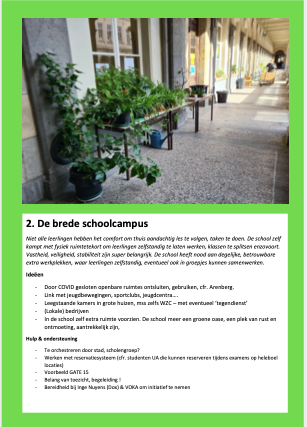 2. De brede schoolcampus
Niet alle leerlingen hebben het comfort om thuis aandachtig les te volgen, taken te doen. De school zelf
kampt met fysiek ruimtetekort om leerlingen zelfstandig te laten werken, klassen te splitsen enzovoort.
Vastheid, veiligheid, stabiliteit zijn super belangrijk. De school heeft nood aan degelijke, betrouwbare
extra werkplekken, waar leerlingen zelfstandig, eventueel ook in groepjes kunnen samenwerken.
Ideëen
- Door COVID gesloten openbare ruimtes ontsluiten, gebruiken, cfr. Arenberg.
- Link met jeugdbewegingen, sportclubs, jeugdcentra….
- Leegstaande kamers in grote huizen, mss zelfs WZC – met eventueel 'tegendienst'
- (Lokale) bedrijven
- In de school zelf extra ruimte voorzien. De school meer een groene oase, een plek van rust en
ontmoeting, aantrekkelijk zijn,
Hulp & ondersteuning
- Te orchestreren door stad, scholengroep?
- Werken met reservatiesysteem (cfr. studenten UA die kunnen reserveren tijdens examens op heleboel
locaties)
- Voorbeeld GATE 15
- Belang van toezicht, begeleiding !
- Bereidheid bij Inge Nuyens (Dox) & VOKA om initiatief te nemen